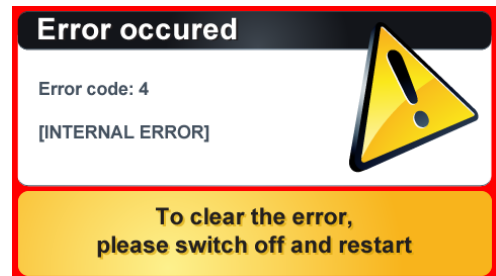 Error occured
Error code: 4
[INTERNAL ERROR]
To clear the error,
please switch off and restart